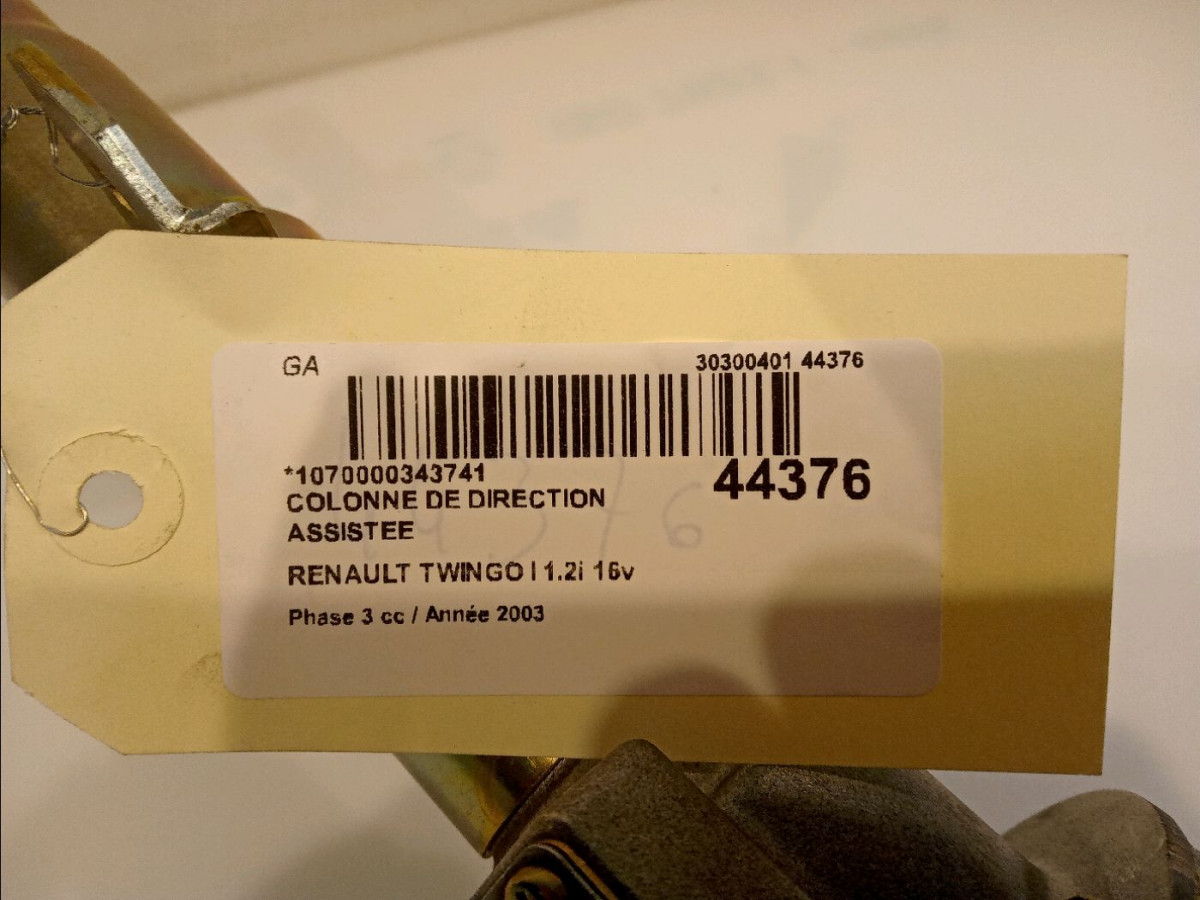 GA 30300401 44376
*1070000343741
44376
COLONNE DE DIRECTION
ASSISTEE
RENAULT TWINGO I 1.2i 16v
Phase 3 cc / Année 2003